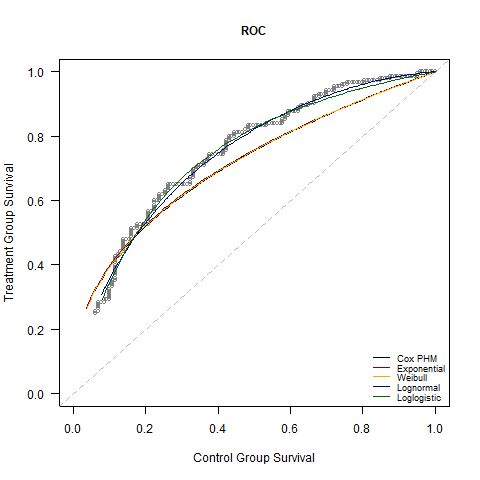 ROC
Treatment Group Survival
1.0
0.8
0.6
0.4
0.2
0.0
Cox PHM
Exponential
Weibull
Lognormal
Loglogistic
0.0 0.2 0.4 0.6 0.8 1.0
Control Group Survival